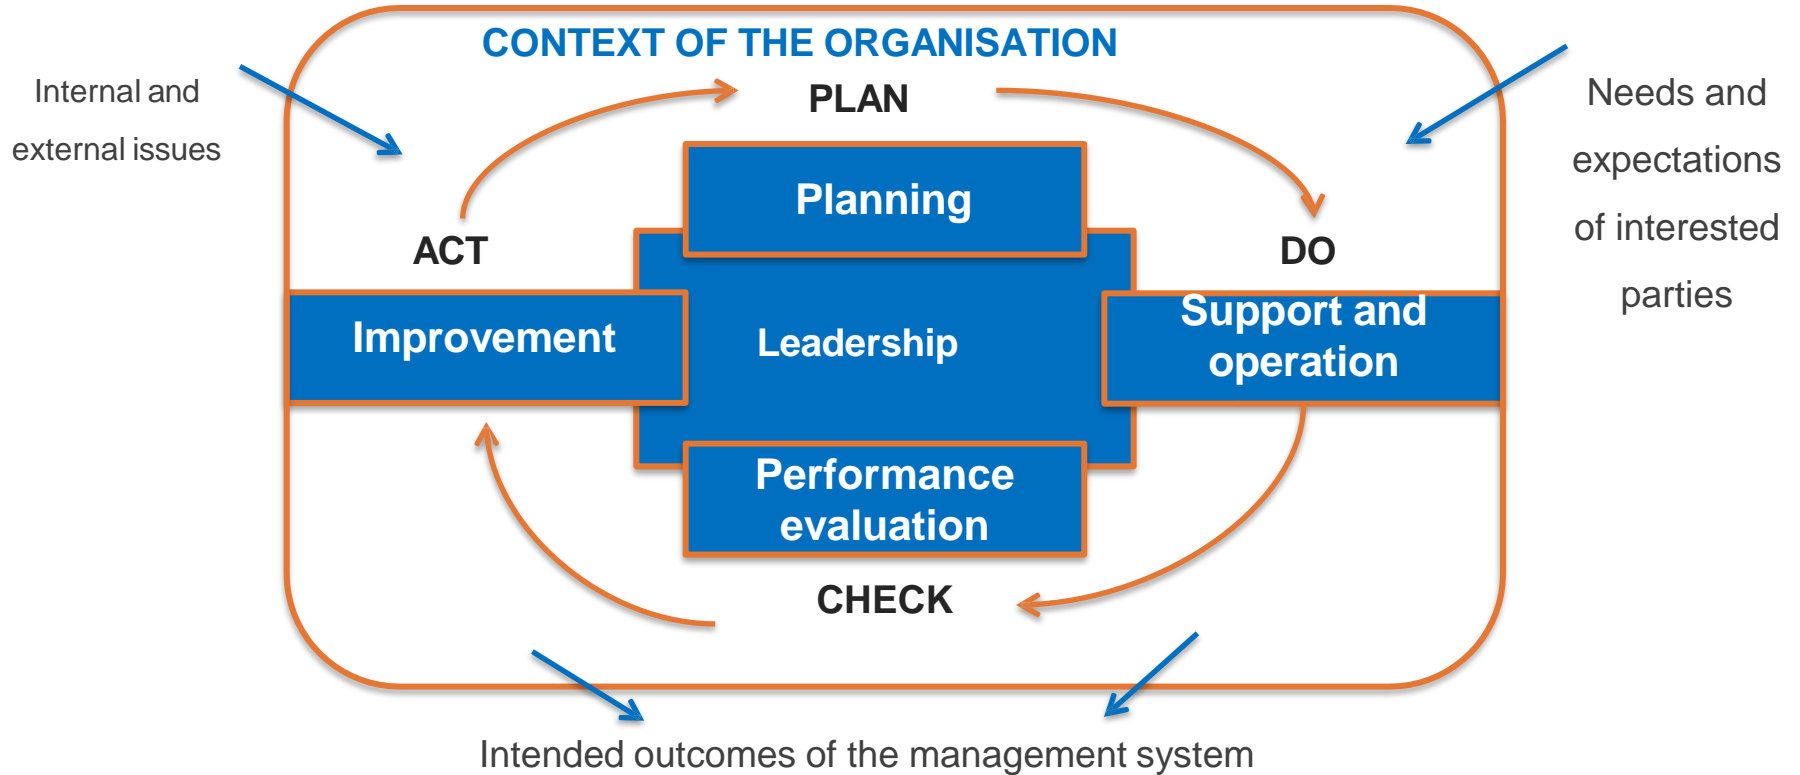 CONTEXT OF THE ORGANISATION
Internal and
external issues
PLAN
Needs and
expectations
of interested
parties
Planning
ACT
DO
Improvement
Leadership
Support and
operation
Performance
evaluation
CHECK
Intended outcomes of the management system